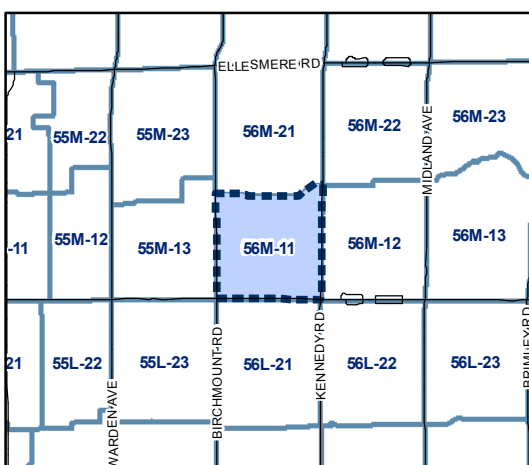 ELLESMERE RD
21
55M-22
55M-23
56M-21
56M-22
56M-23
MIDLAND AVE
-11
55M-12
55M-13
56M-11
56M-12
56M-13
21
55L-22
55L-23
56L-21
56L-22
56L-23
WARDEN AVE
BIRCHMOUNT RD
KENNEDY RD
BRIMLEY RD